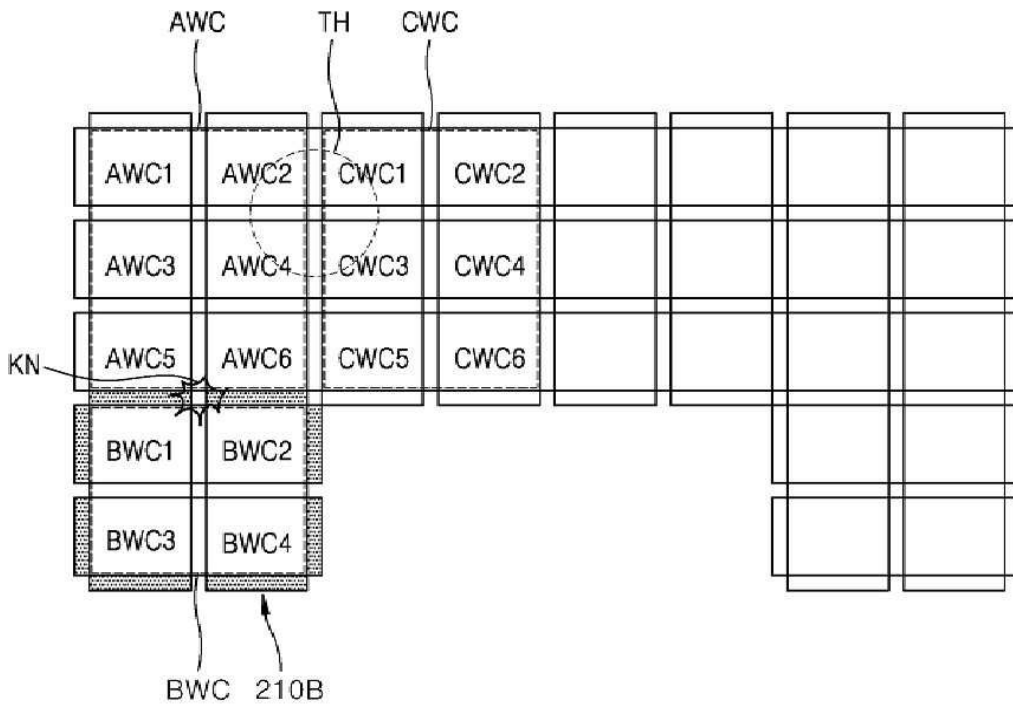 AWC TH CWC
AWC1 AWC2 CWC1 CWC2
AWC3 AWC4 CWC3 CWC4
AWC5 AWC6 CWC5 CWC6
KN
BWC1 BWC2
BWC3 BWC4
BWC 210B